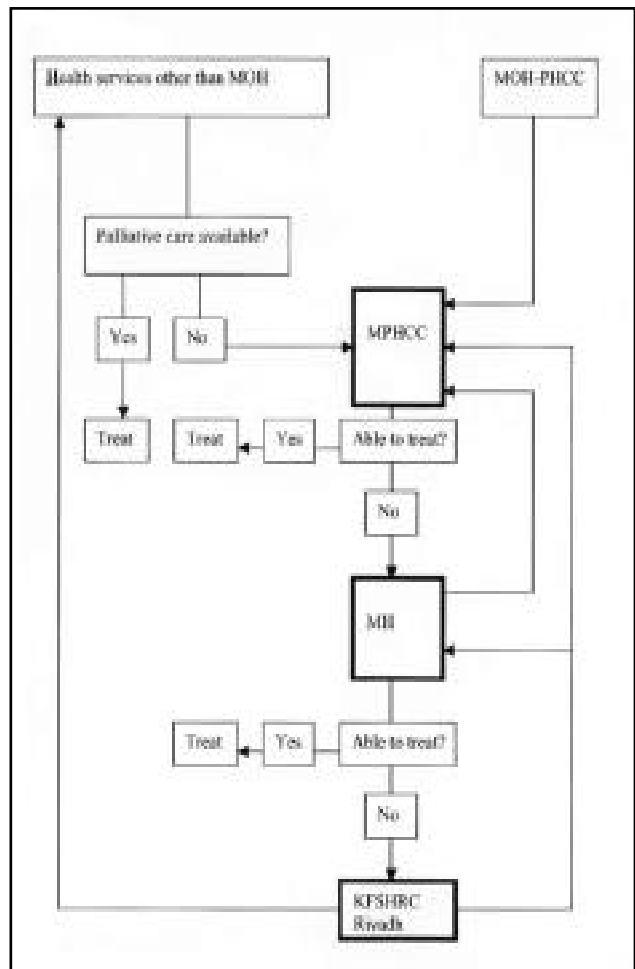 Health services other than MOH
MOH-PHCC
Palliative care available?
Yes
No
MPHCC
Treat
Treat
Yes
Able to treat?
No
MH
Treat
Yes
Able to treat?
No
KFSHRC
Riyadh